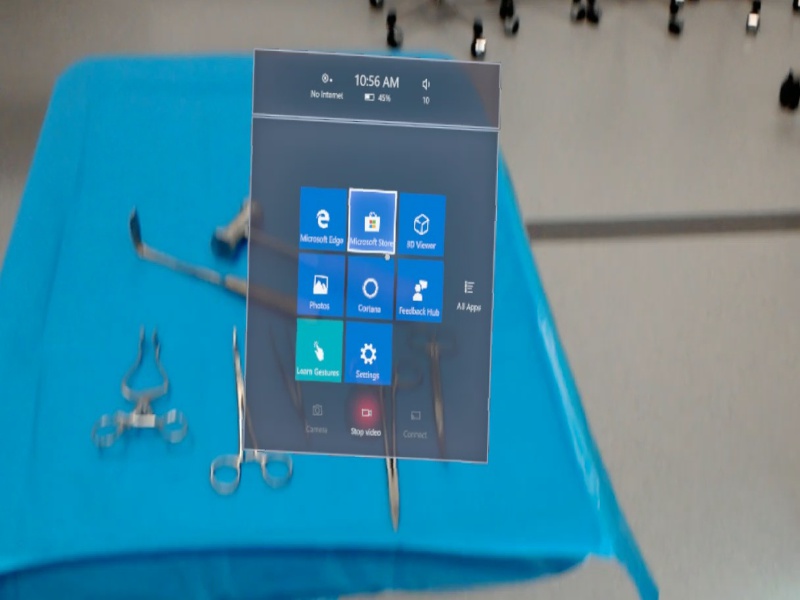 10:56 AM
No Internet
45%
10
Microsoft Edge
Microsoft Store
3D Viewer
Photos
Cortana
Feedback Hub
All Apps
Learn Gestures
Settings
Camera
Stop video
Connect